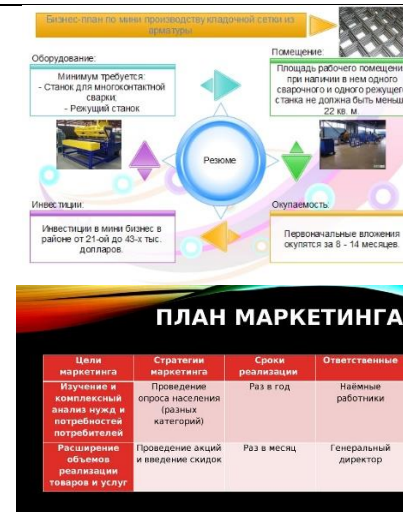 Бизнес-план по мини производству кладочной сетки из
арматуры
Оборудование:
Минимум требуется:
- Станок для многоконтактной
сварки;
- Режущий станок
Помещение:
Площадь рабочего помещения
при наличии в нем одного
сварочного и одного режущего
станка не должна быть меньше
22 кв. м.
Резюме
Инвестиции:
Инвестиции в мини бизнес в
районе от 21-ой до 43-х тыс.
долларов.
Окупаемость:
Первоначальные вложения
окупятся за 8 - 14 месяцев.
ПЛАН МАРКЕТИНГА
Цели
маркетинга
Стратегии
маркетинга
Сроки
реализации
Ответственные
Изучение и
комплексный
анализ нужд и
потребностей
потребителей
Проведение
опроса населения
(разных
категорий)
Раз в год
Наёмные
работники
Расширение
объемов
реализации
товаров и услуг
Проведение акций
и введение скидок
Раз в месяц
Генеральный
директор